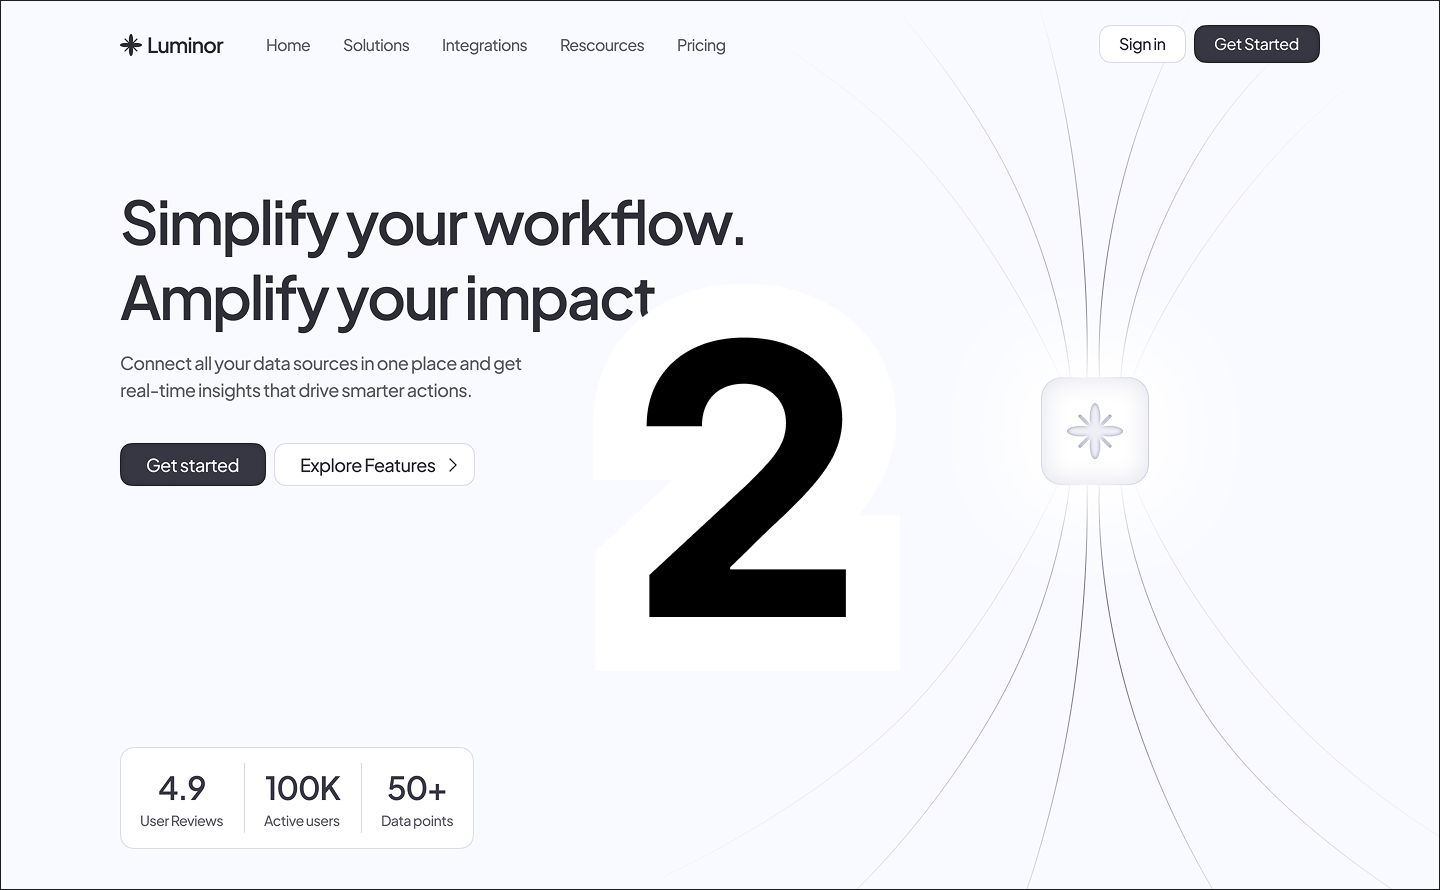 Luminor
Home
Solutions
Integrations
Rescources
Pricing
Sign in
Get Started
Simplify your workflow.
Amplify your impact
Connect all your data sources in one place and get
real-time insights that drive smarter actions.
Get started
Explore Features
2
4.9
User Reviews
100K
Active users
50+
Data points